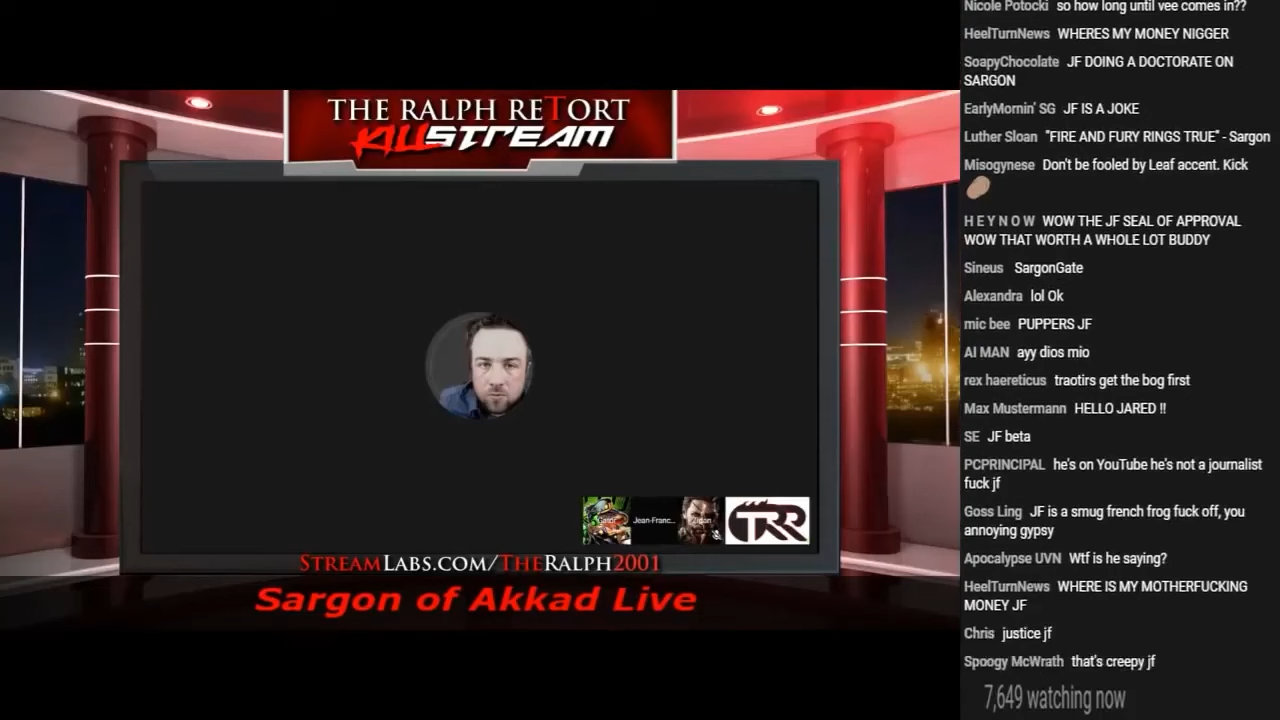 THE RALPH RETORT
KILLSTREAM
Gator
Jean-Franc...
Zidan
TRR
STREAMLABS.COM/THERALPH2001
Sargon of Akkad Live
Nicole Potocki so how long until vee comes in??
HeelTurnNews WHERES MY MONEY NIGGER
SoapyChocolate JF DOING A DOCTORATE ON
SARGON
EarlyMornin' SG JF IS A JOKE
Luther Sloan "FIRE AND FURY RINGS TRUE" - Sargon
Misogynese Don't be fooled by Leaf accent. Kick
H E Y N O W WOW THE JF SEAL OF APPROVAL
WOW THAT WORTH A WHOLE LOT BUDDY
Sineus SargonGate
Alexandra lol Ok
mic bee PUPPERS JF
AI MAN ayy dios mio
rex haereticus traotirs get the bog first
Max Mustermann HELLO JARED !!
SE JF beta
PCPRINCIPAL he's on YouTube he's not a journalist
fuck jf
Goss Ling JF is a smug french frog fuck off, you
annoying gypsy
Apocalypse UVN Wtf is he saying?
HeelTurnNews WHERE IS MY MOTHERFUCKING
MONEY JF
Chris justice jf
Spoogy McWrath that's creepy jf
7,649 watching now